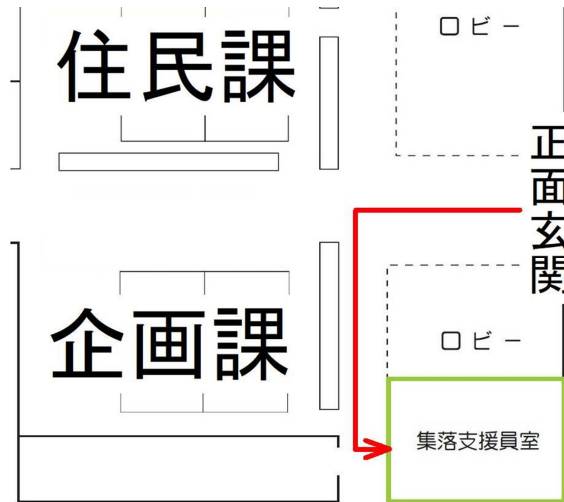 ロビー
住民課
正面玄関
企画課
ロビー
集落支援員室